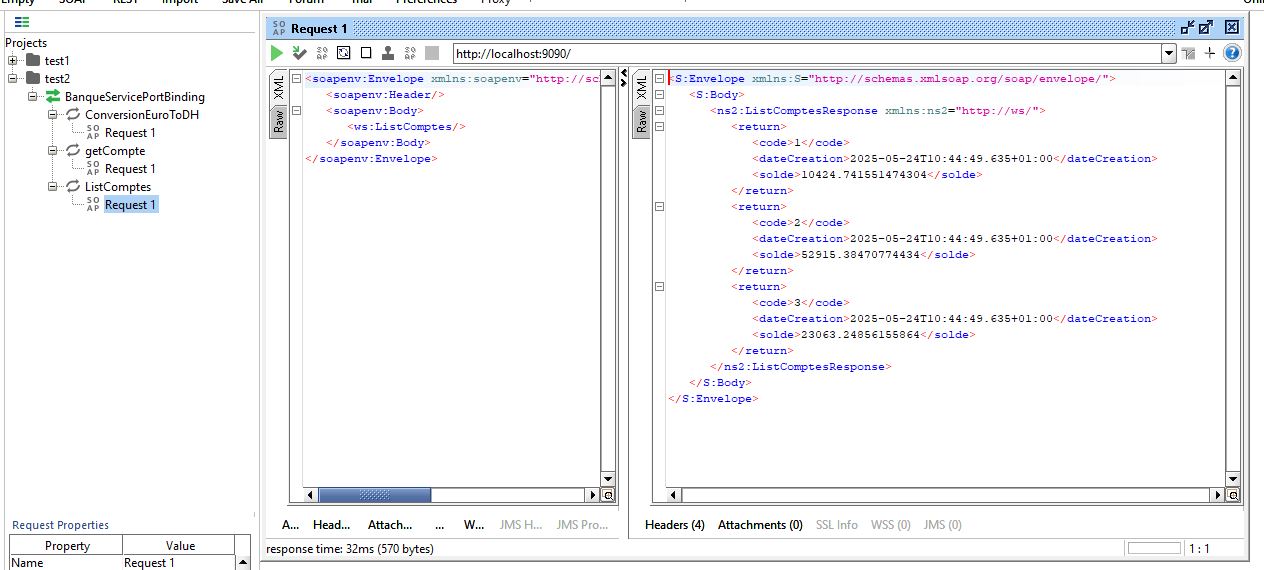 Empty SOAP REST Import Save All Forum Trial Preferences Proxy
Projects
test1
test2
BanqueServicePortBinding
ConversionEuroToDH
SOAP Request 1
getCompte
SOAP Request 1
ListComptes
SOAP Request 1
Request Properties
Property Value
Name Request 1
SOAP Request 1
http://localhost:9090/
XML
Raw
<soapenv:Envelope xmlns:soapenv="http://sc
<soapenv:Header/>
<soapenv:Body>
<ws:ListComptes/>
</soapenv:Body>
</soapenv:Envelope>
A... Head... Attach... ... W... JMS H... JMS Pro...
XML
Raw
<S:Envelope xmlns:S="http://schemas.xmlsoap.org/soap/envelope/">
<S:Body>
<ns2:ListComptesResponse xmlns:ns2="http://ws/">
<return>
<code>1</code>
<dateCreation>2025-05-24T10:44:49.635+01:00</dateCreation>
<solde>10424.741551474304</solde>
</return>
<return>
<code>2</code>
<dateCreation>2025-05-24T10:44:49.635+01:00</dateCreation>
<solde>52915.38470774434</solde>
</return>
<return>
<code>3</code>
<dateCreation>2025-05-24T10:44:49.635+01:00</dateCreation>
<solde>23063.24856155864</solde>
</return>
</ns2:ListComptesResponse>
</S:Body>
</S:Envelope>
Headers (4) Attachments (0) SSL Info WSS (0) JMS (0)
response time: 32ms (570 bytes)
1 : 1